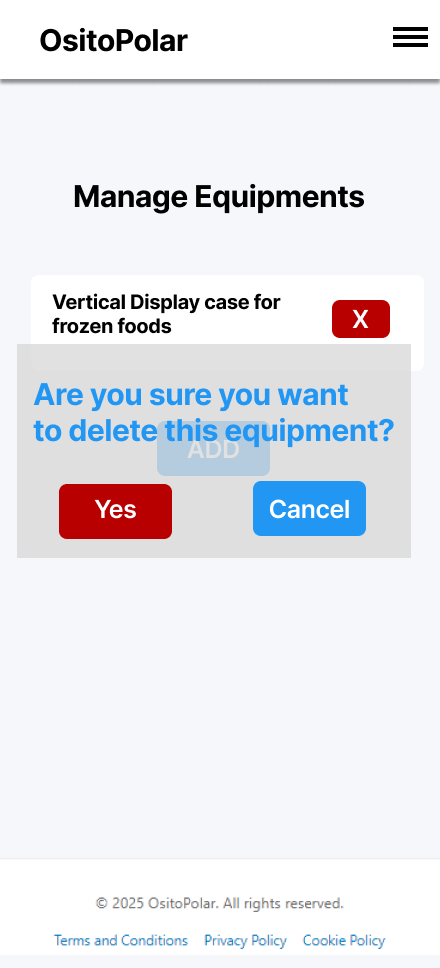 OsitoPolar
Manage Equipments
Vertical Display case for
frozen foods
X
Are you sure you want
to delete this equipment?
ADD
Yes
Cancel
© 2025 OsitoPolar. All rights reserved.
Terms and Conditions Privacy Policy Cookie Policy